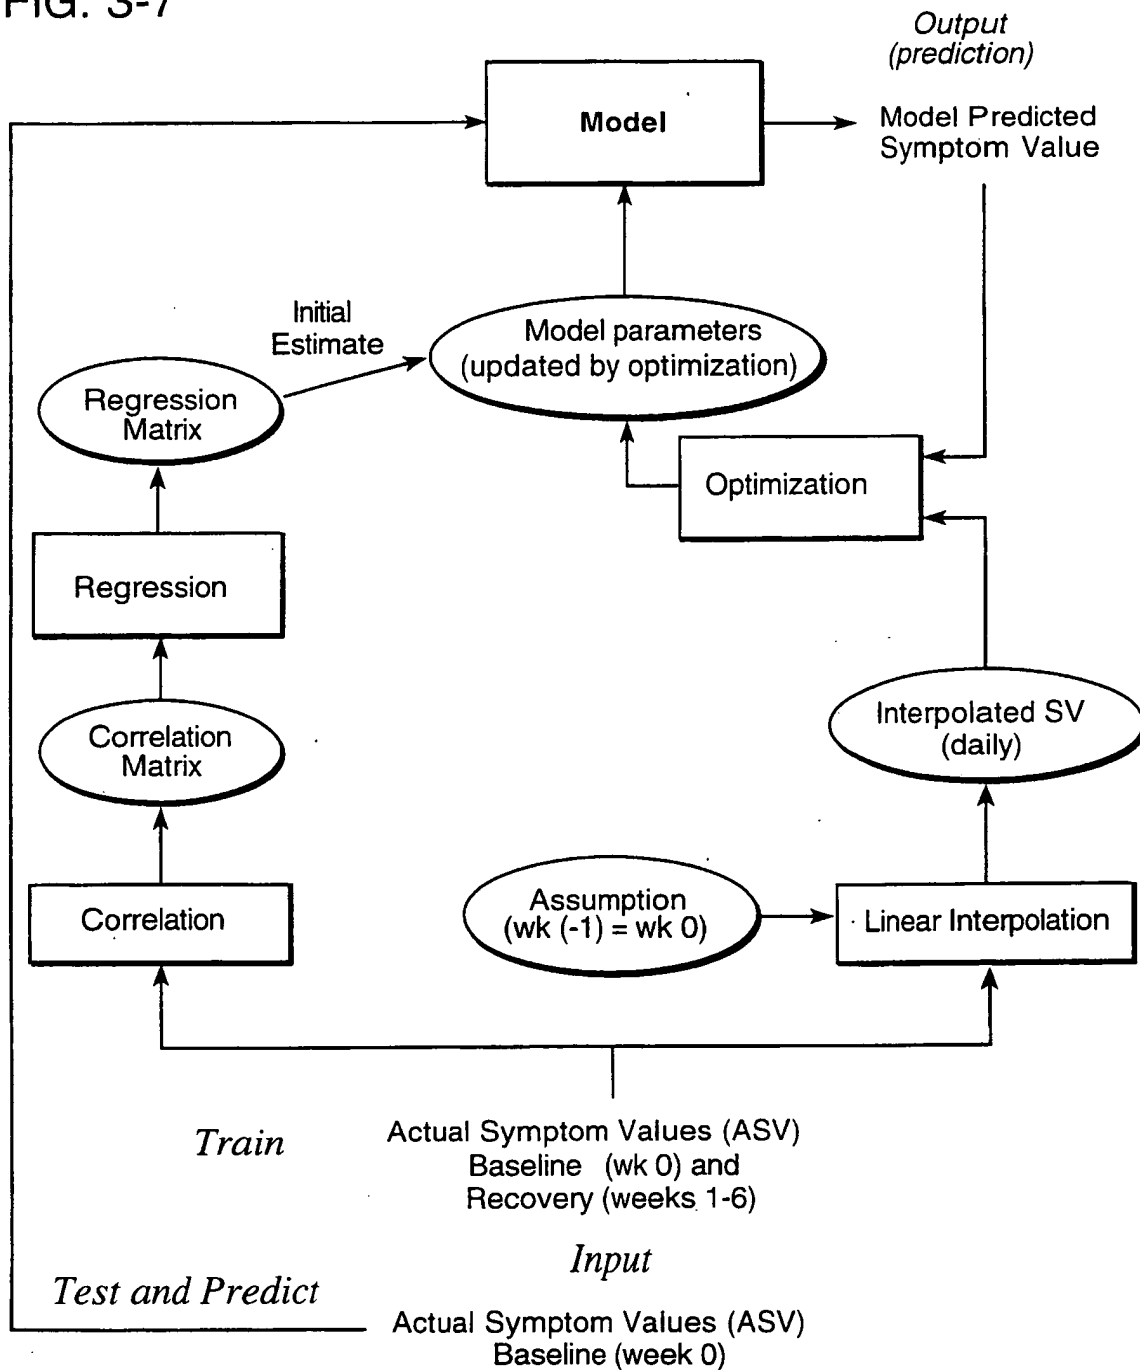 FIG. 3-7
Output
(prediction)
Model
Model Predicted
Symptom Value
Initial
Estimate
Model parameters
(updated by optimization)
Regression
Matrix
Optimization
Regression
Interpolated SV
(daily)
Correlation
Matrix
Assumption
(wk (-1) = wk 0)
Linear Interpolation
Correlation
Train
Actual Symptom Values (ASV)
Baseline (wk 0) and
Recovery (weeks 1-6)
Input
Test and Predict
Actual Symptom Values (ASV)
Baseline (week 0)